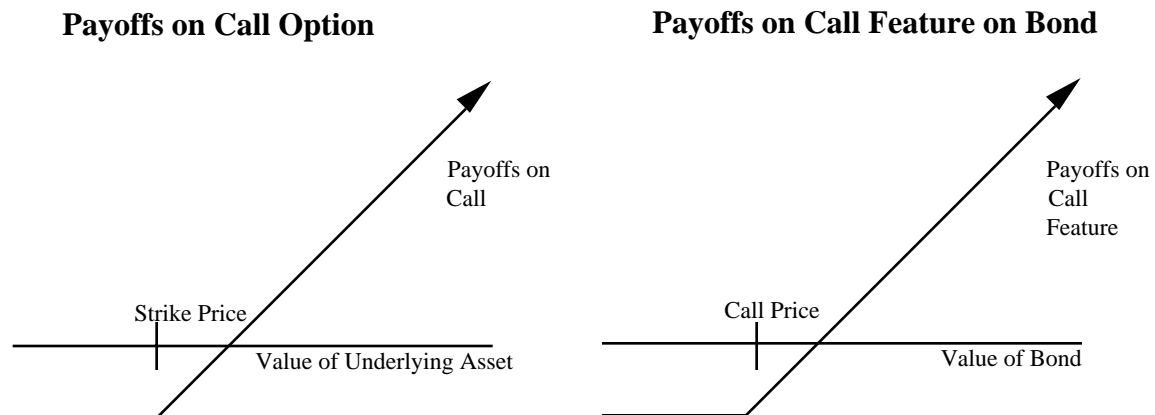 Payoffs on Call Option
Payoffs on Call
Strike Price
Value of Underlying Asset
Payoffs on Call Feature on Bond
Payoffs on
Call
Feature
Call Price
Value of Bond